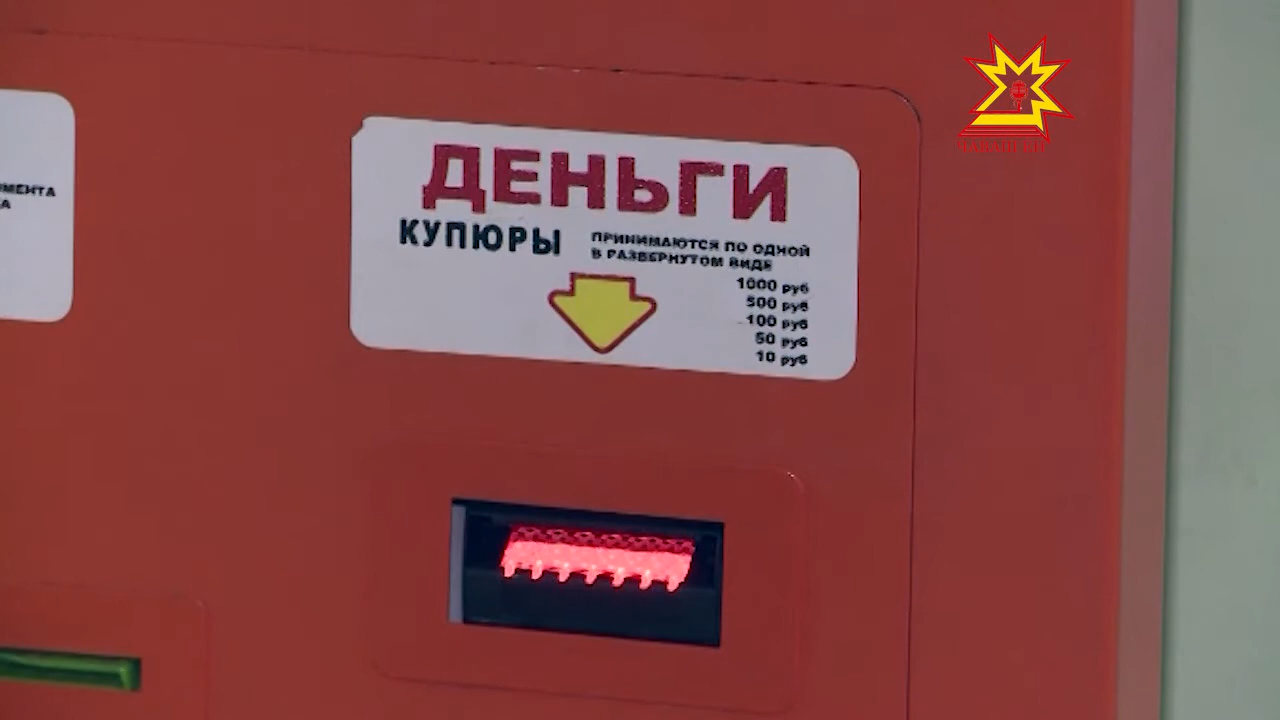 ДЕНЬГИ
КУПЮРЫ
ПРИНИМАЮТСЯ ПО ОДНОЙ
В РАЗВЕРНУТОМ ВИДЕ
1000 руб
500 руб
100 руб
50 руб
10 руб